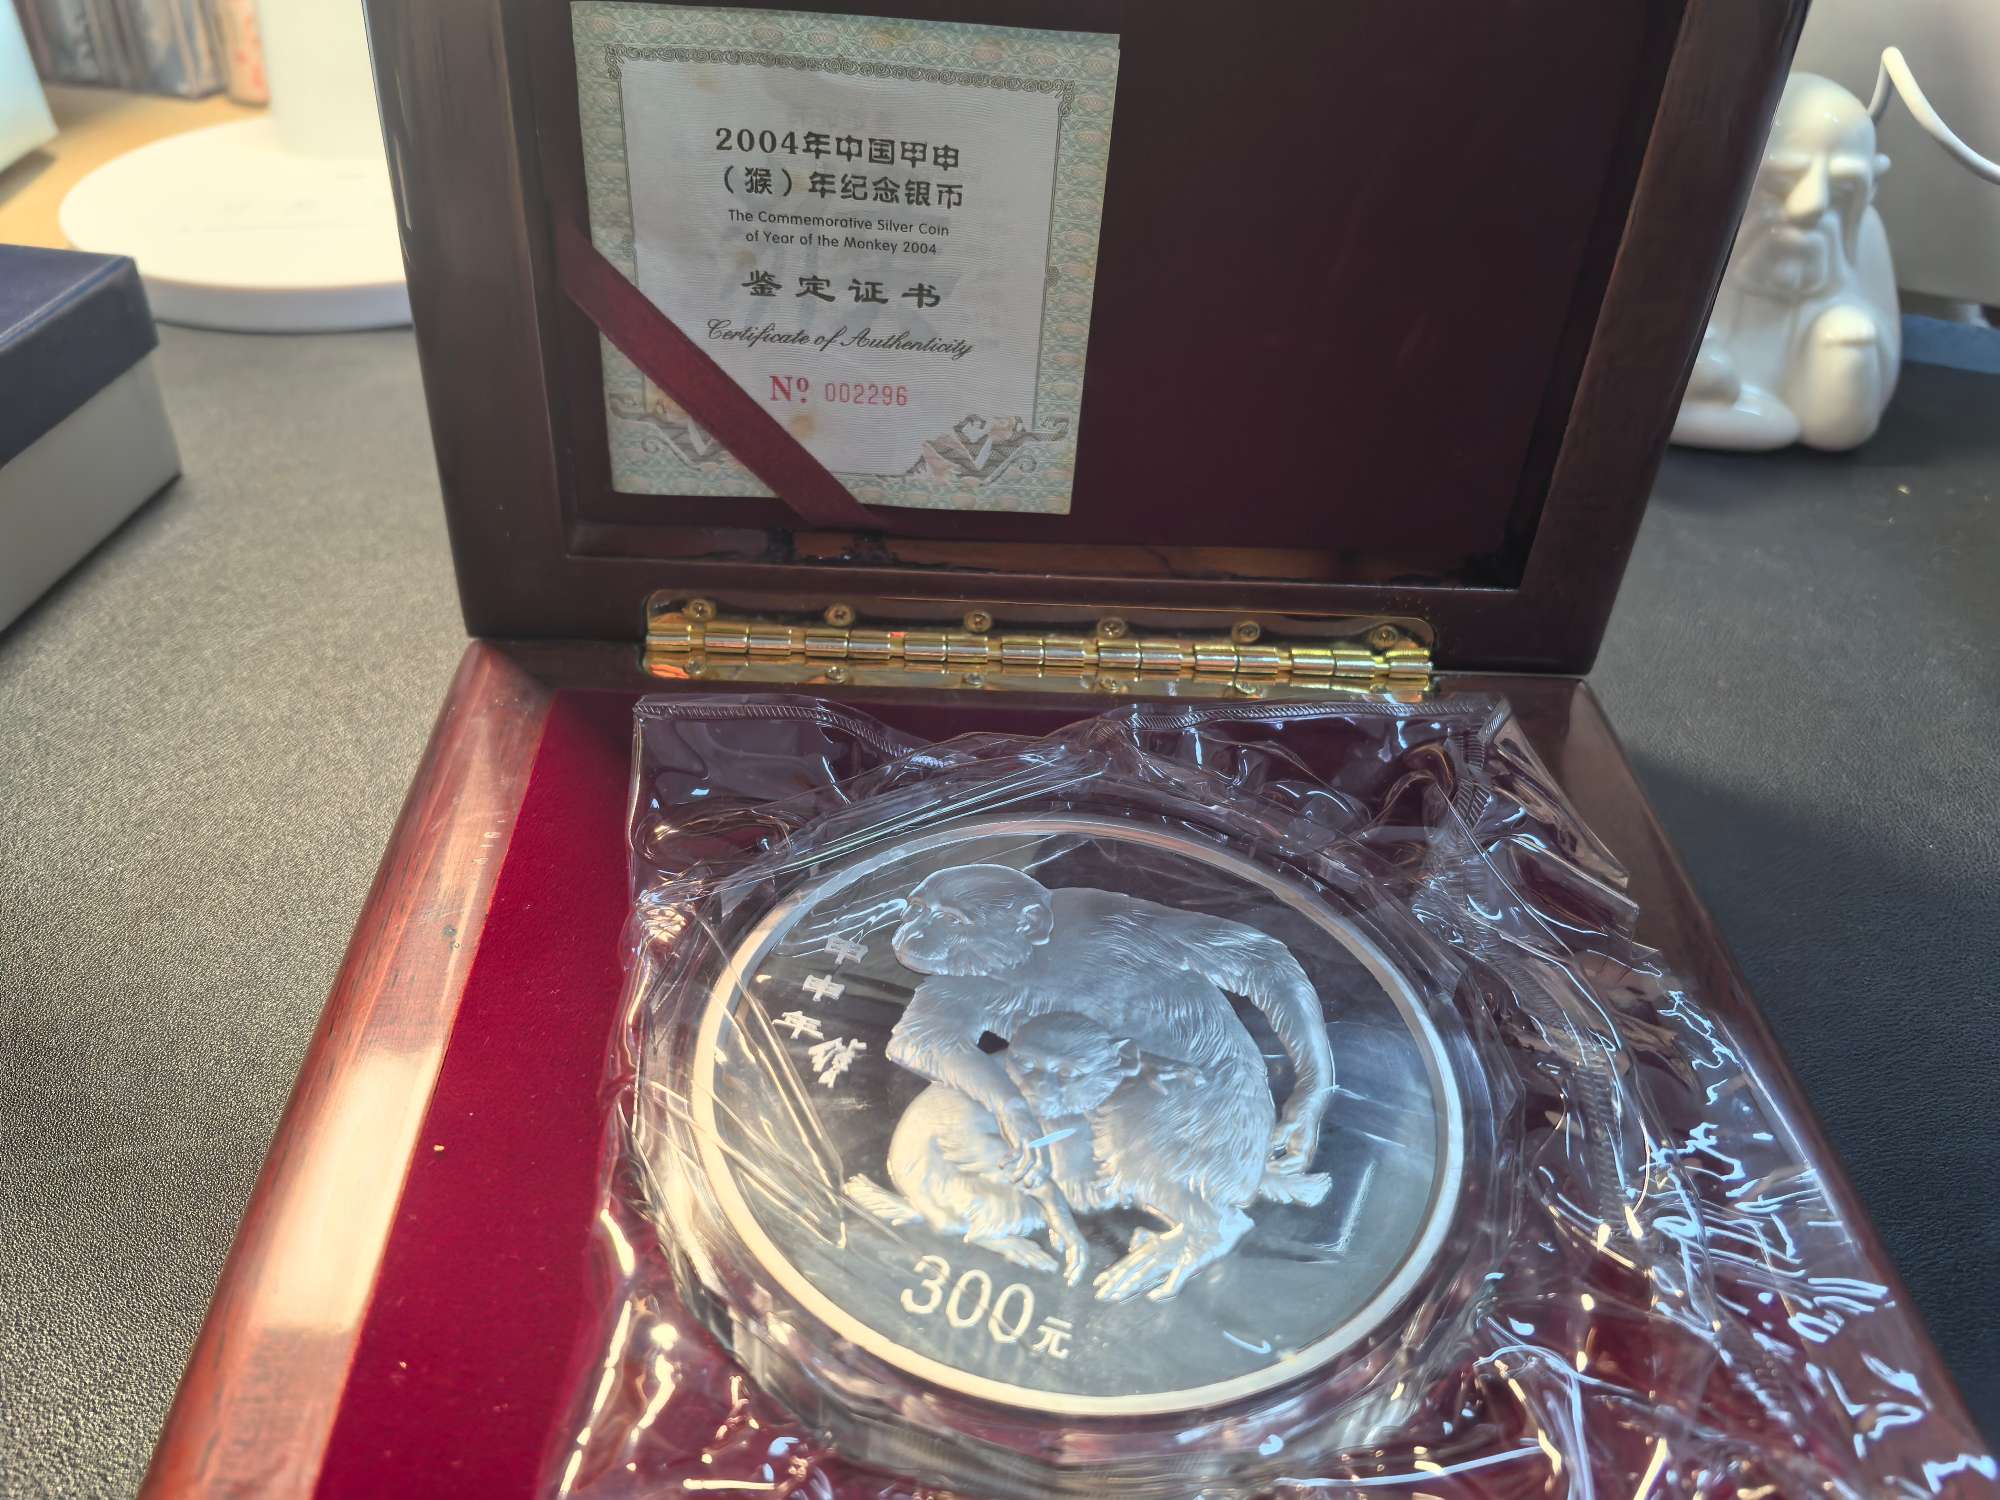 2004年中国甲申
（猴）年纪念银币
The Commemorative Silver Coin
of Year of the Monkey 2004
鉴定证书
Certificate of Authenticity
Nº 002296
甲申年
300元